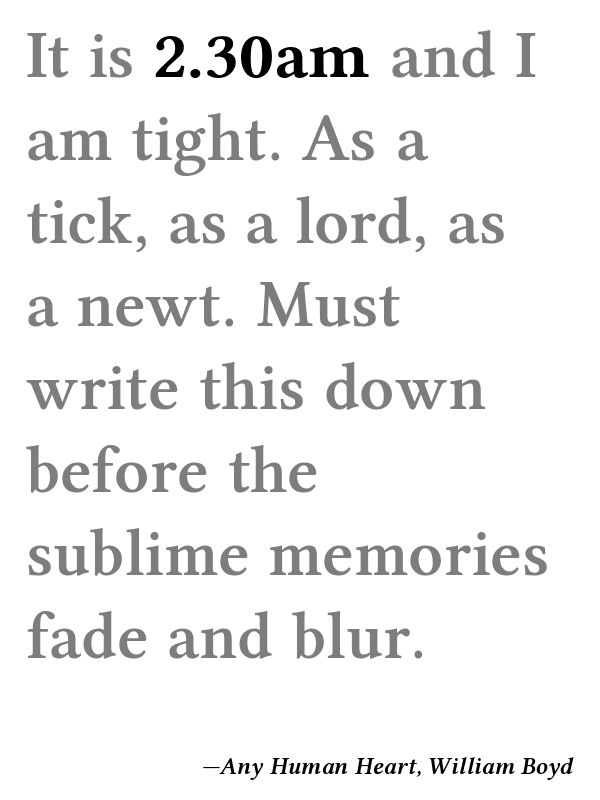 It is 2.30am and I
am tight. As a
tick, as a lord, as
a newt. Must
write this down
before the
sublime memories
fade and blur.
—Any Human Heart, William Boyd